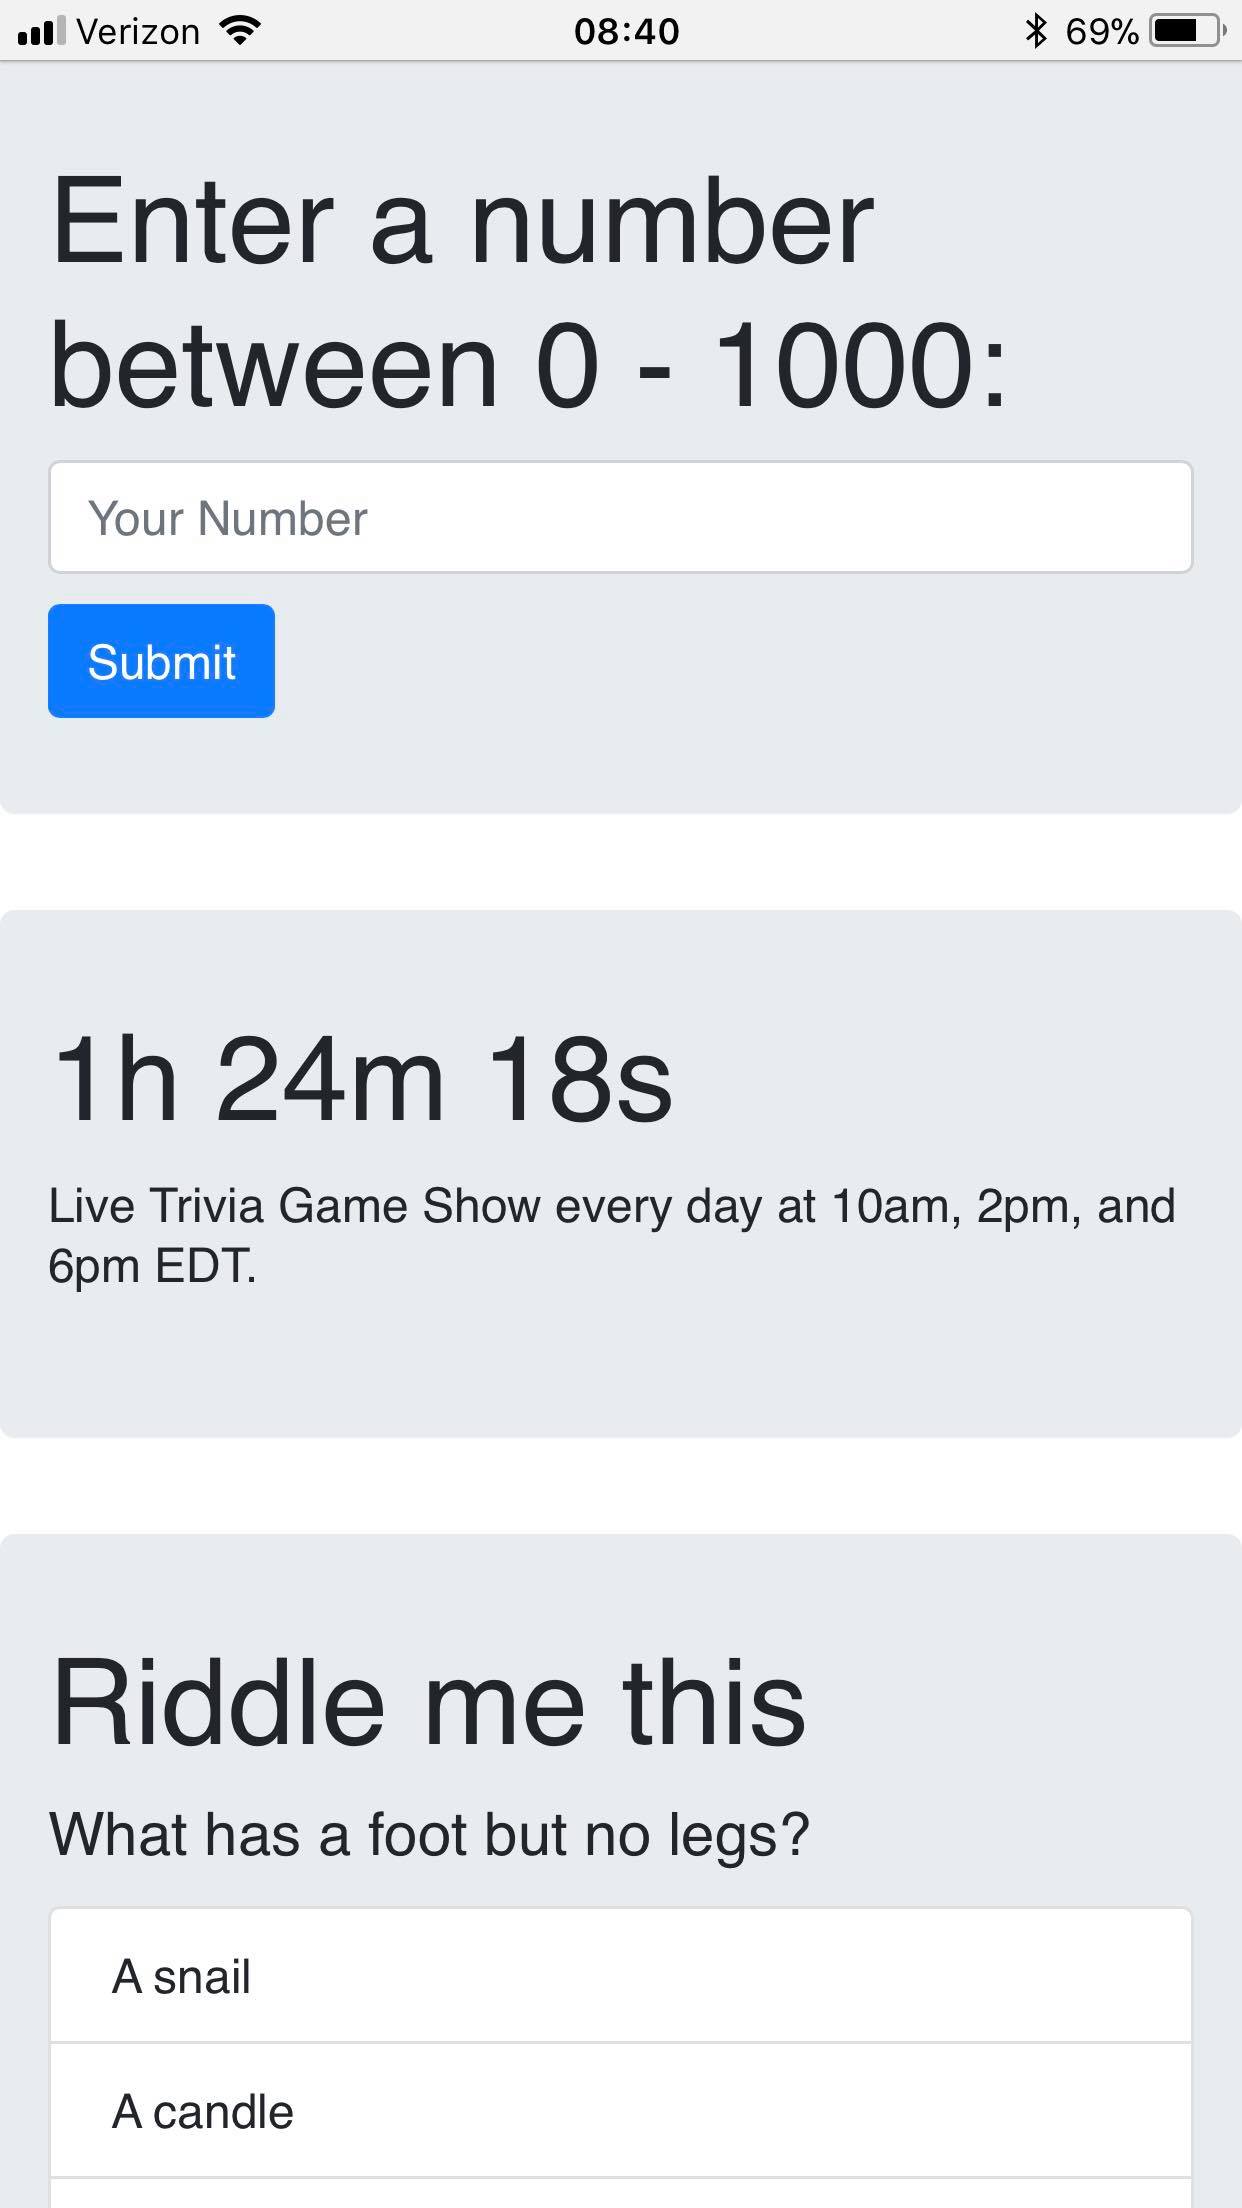 Verizon 08:40 69%
Enter a number
between 0 - 1000:
Your Number
Submit
1h 24m 18s
Live Trivia Game Show every day at 10am, 2pm, and
6pm EDT.
Riddle me this
What has a foot but no legs?
A snail
A candle